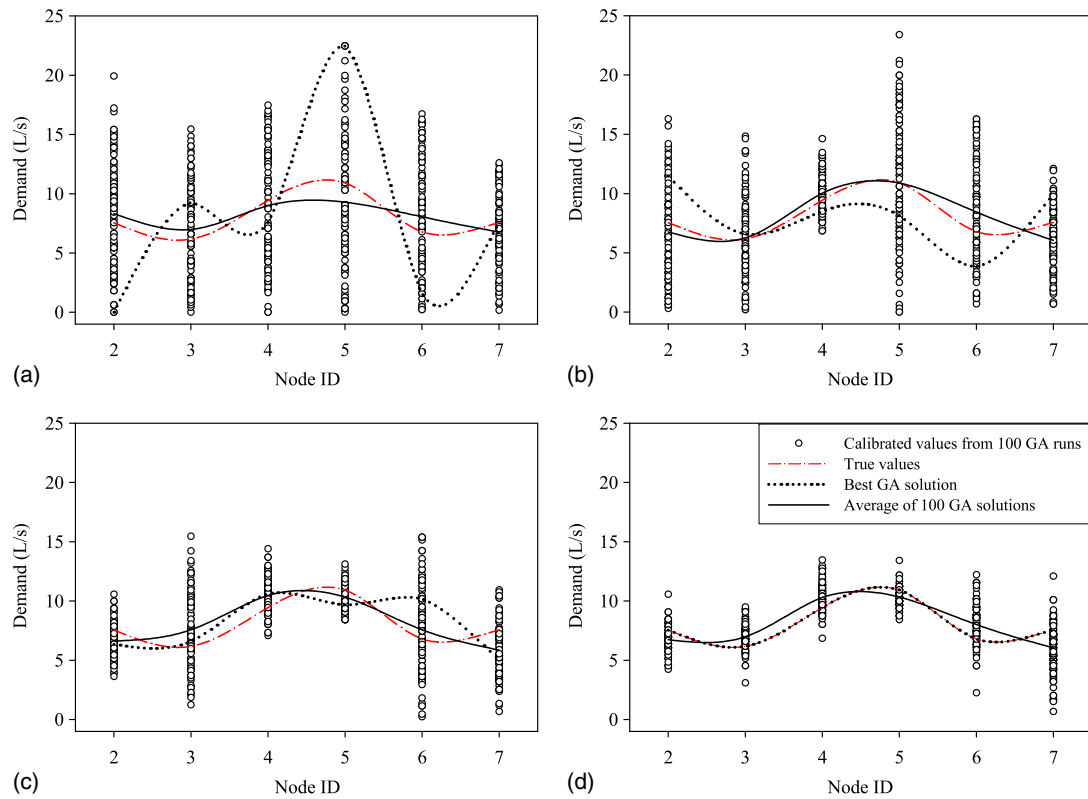 25
20
15
10
5
0
Demand (L/s)
2 3 4 5 6 7
Node ID
(a)
25
20
15
10
5
0
Demand (L/s)
2 3 4 5 6 7
Node ID
(b)
25
20
15
10
5
0
Demand (L/s)
2 3 4 5 6 7
Node ID
(c)
25
20
15
10
5
0
Demand (L/s)
Calibrated values from 100 GA runs
True values
Best GA solution
Average of 100 GA solutions
2 3 4 5 6 7
Node ID
(d)